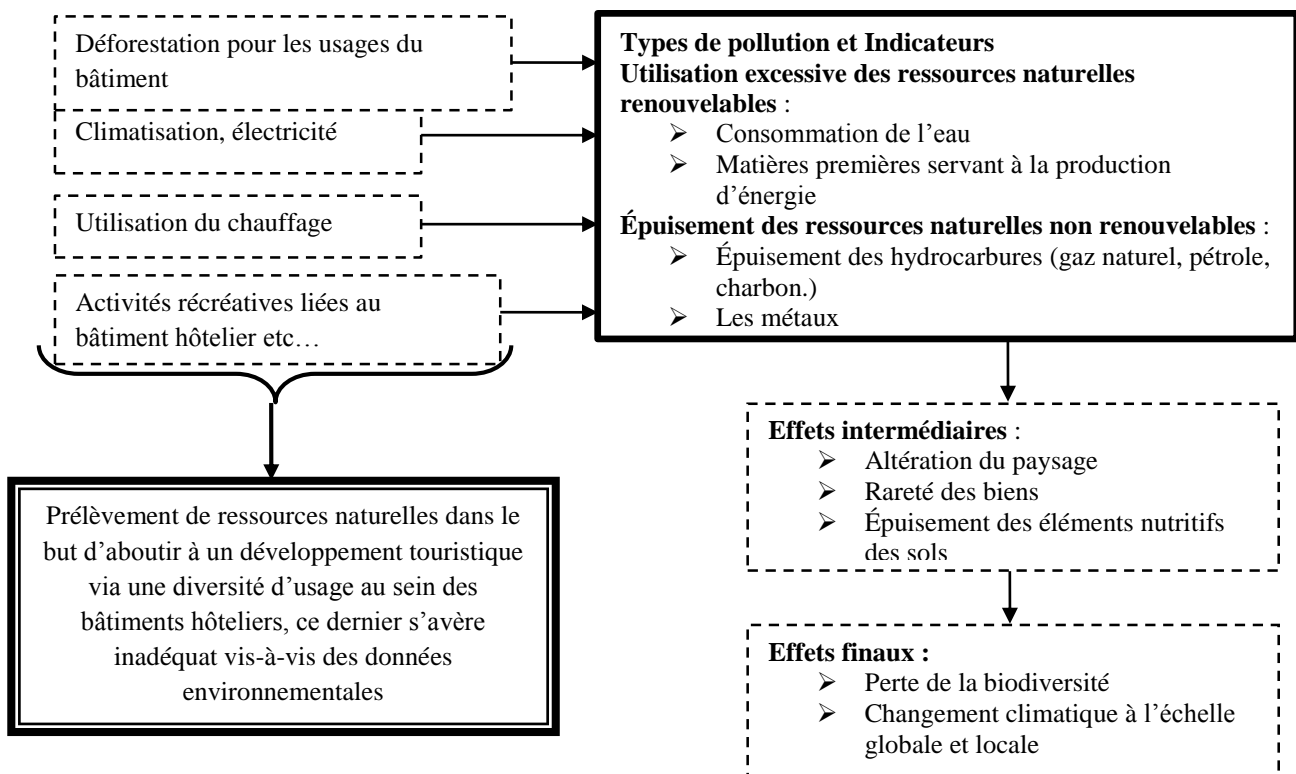 Déforestation pour les usages du
bâtiment
Climatisation, électricité
Utilisation du chauffage
Activités récréatives liées au
bâtiment hôtelier etc…
Prélèvement de ressources naturelles dans le
but d’aboutir à un développement touristique
via une diversité d’usage au sein des
bâtiments hôteliers, ce dernier s’avère
inadéquat vis-à-vis des données
environnementales
Types de pollution et Indicateurs
Utilisation excessive des ressources naturelles
renouvelables :
➢ Consommation de l’eau
➢ Matières premières servant à la production
d’énergie
Épuisement des ressources naturelles non renouvelables :
➢ Épuisement des hydrocarbures (gaz naturel, pétrole,
charbon.)
➢ Les métaux
Effets intermédiaires :
➢ Altération du paysage
➢ Rareté des biens
➢ Épuisement des éléments nutritifs
des sols
Effets finaux :
➢ Perte de la biodiversité
➢ Changement climatique à l’échelle
globale et locale